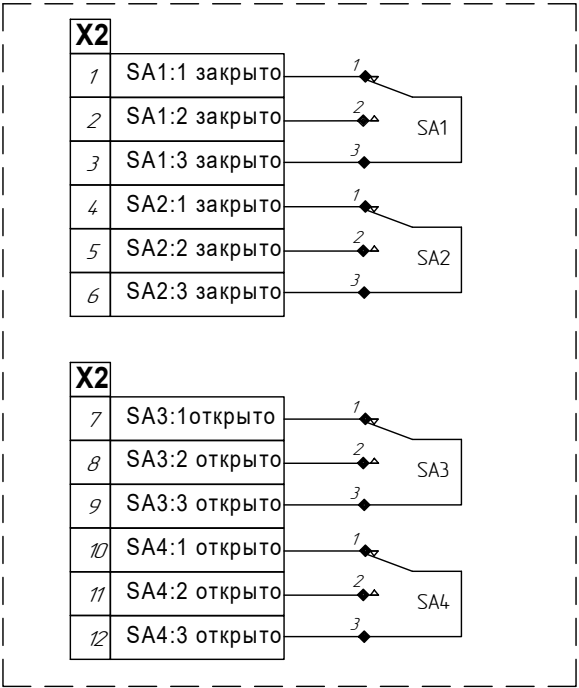 X2
1 SA1:1 закрыто 1
2 SA1:2 закрыто 2 SA1
3 SA1:3 закрыто 3
4 SA2:1 закрыто 1
5 SA2:2 закрыто 2 SA2
6 SA2:3 закрыто 3
X2
7 SA3:1открыто 1
8 SA3:2 открыто 2 SA3
9 SA3:3 открыто 3
10 SA4:1 открыто 1
11 SA4:2 открыто 2 SA4
12 SA4:3 открыто 3